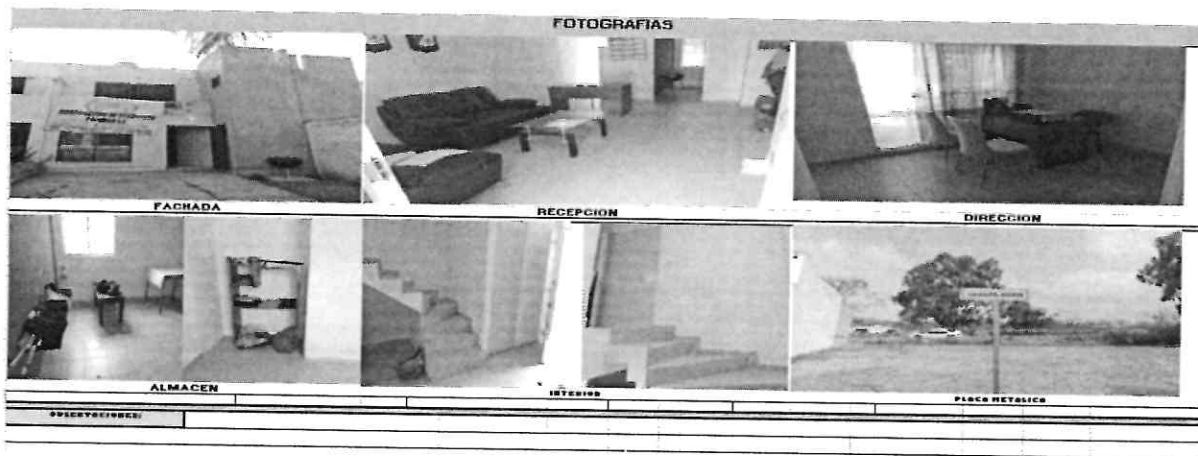 FOTOGRAFIAS
FACHADA
RECEPCION
DIRECCION
ALMACEN
INTERIOR
PLACA METALICA
OBSERVACIONES: